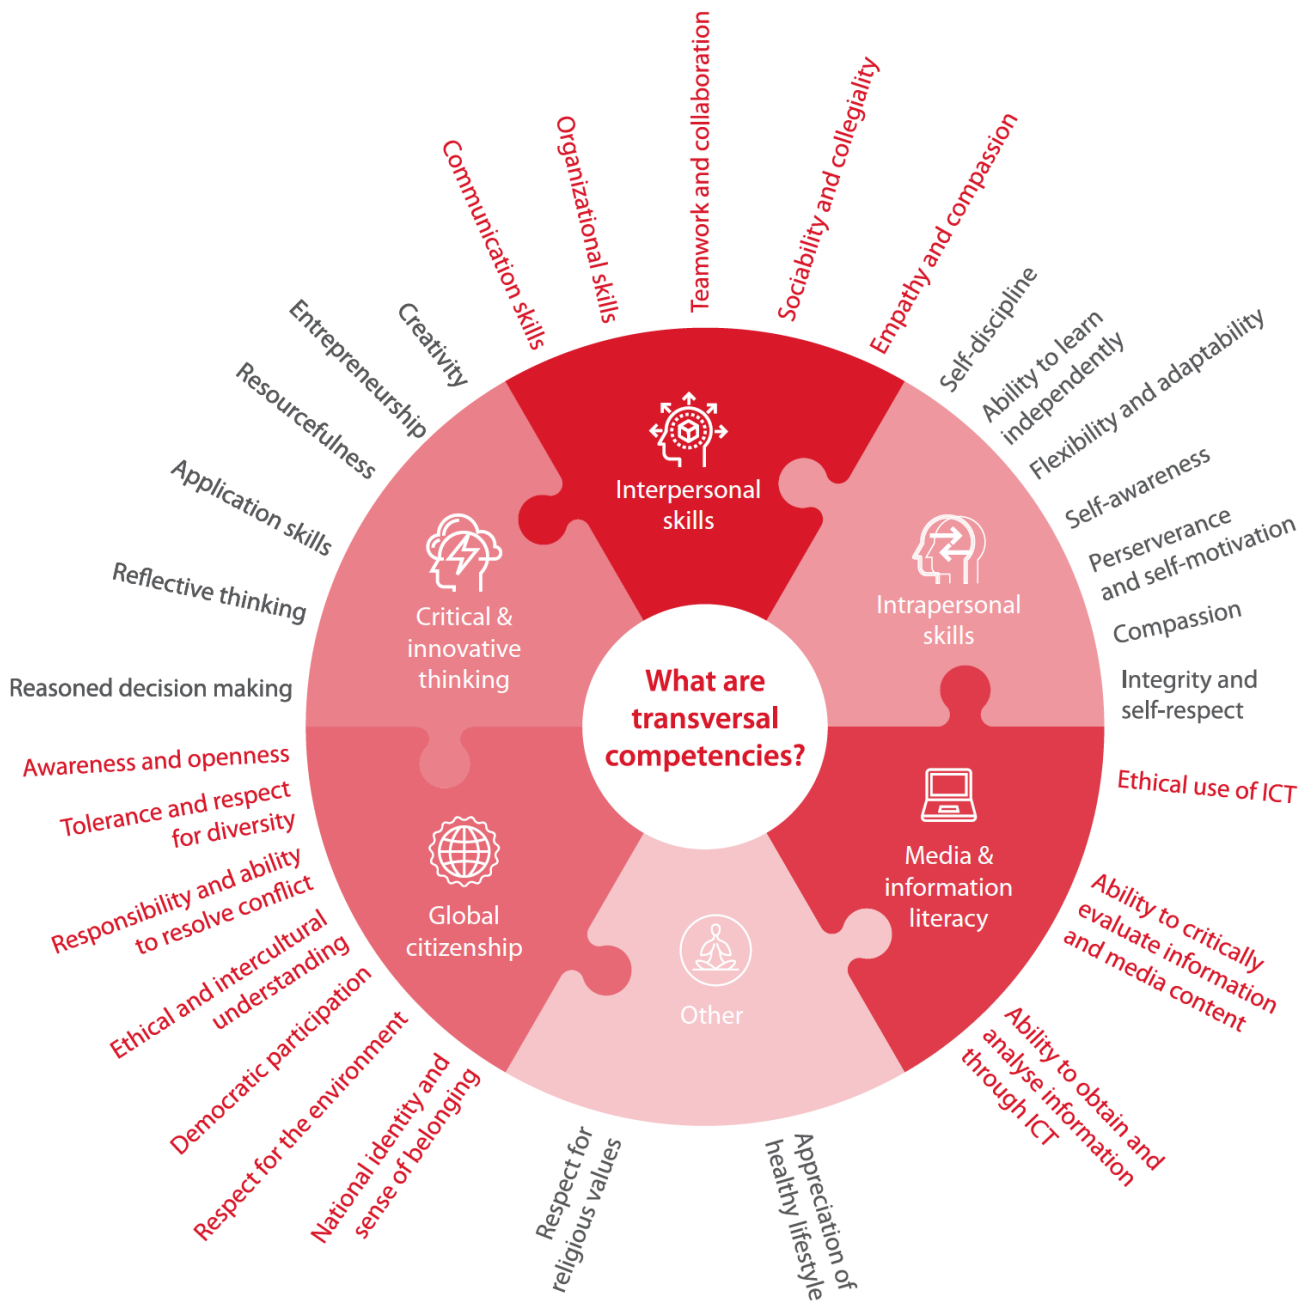 What are
transversal
competencies?
Interpersonal
skills
Communication skills
Organizational skills
Teamwork and collaboration
Sociability and collegiality
Empathy and compassion
Intrapersonal
skills
Self-discipline
Ability to learn
independently
Flexibility and adaptability
Self-awareness
Perserverance
and self-motivation
Compassion
Integrity and
self-respect
Media &
information
literacy
Ethical use of ICT
Ability to critically
evaluate information
and media content
Ability to obtain and
analyse information
through ICT
Other
Appreciation of
healthy lifestyle
Respect for
religious values
Global
citizenship
National identity and
sense of belonging
Respect for the environment
Democratic participation
Ethical and intercultural
understanding
Responsibility and ability
to resolve conflict
Tolerance and respect
for diversity
Awareness and openness
Critical &
innovative
thinking
Reasoned decision making
Reflective thinking
Application skills
Resourcefulness
Entrepreneurship
Creativity